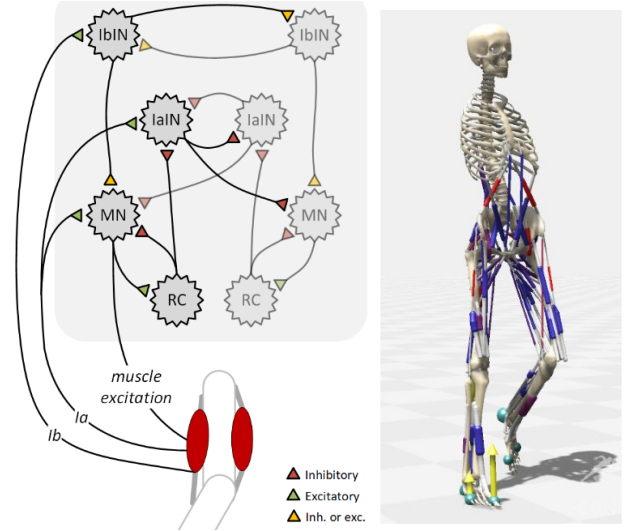 IbIN
IbIN
IaIN
IaIN
MN
MN
RC
RC
muscle
excitation
Ia
Ib
Inhibitory
Excitatory
Inh. or exc.